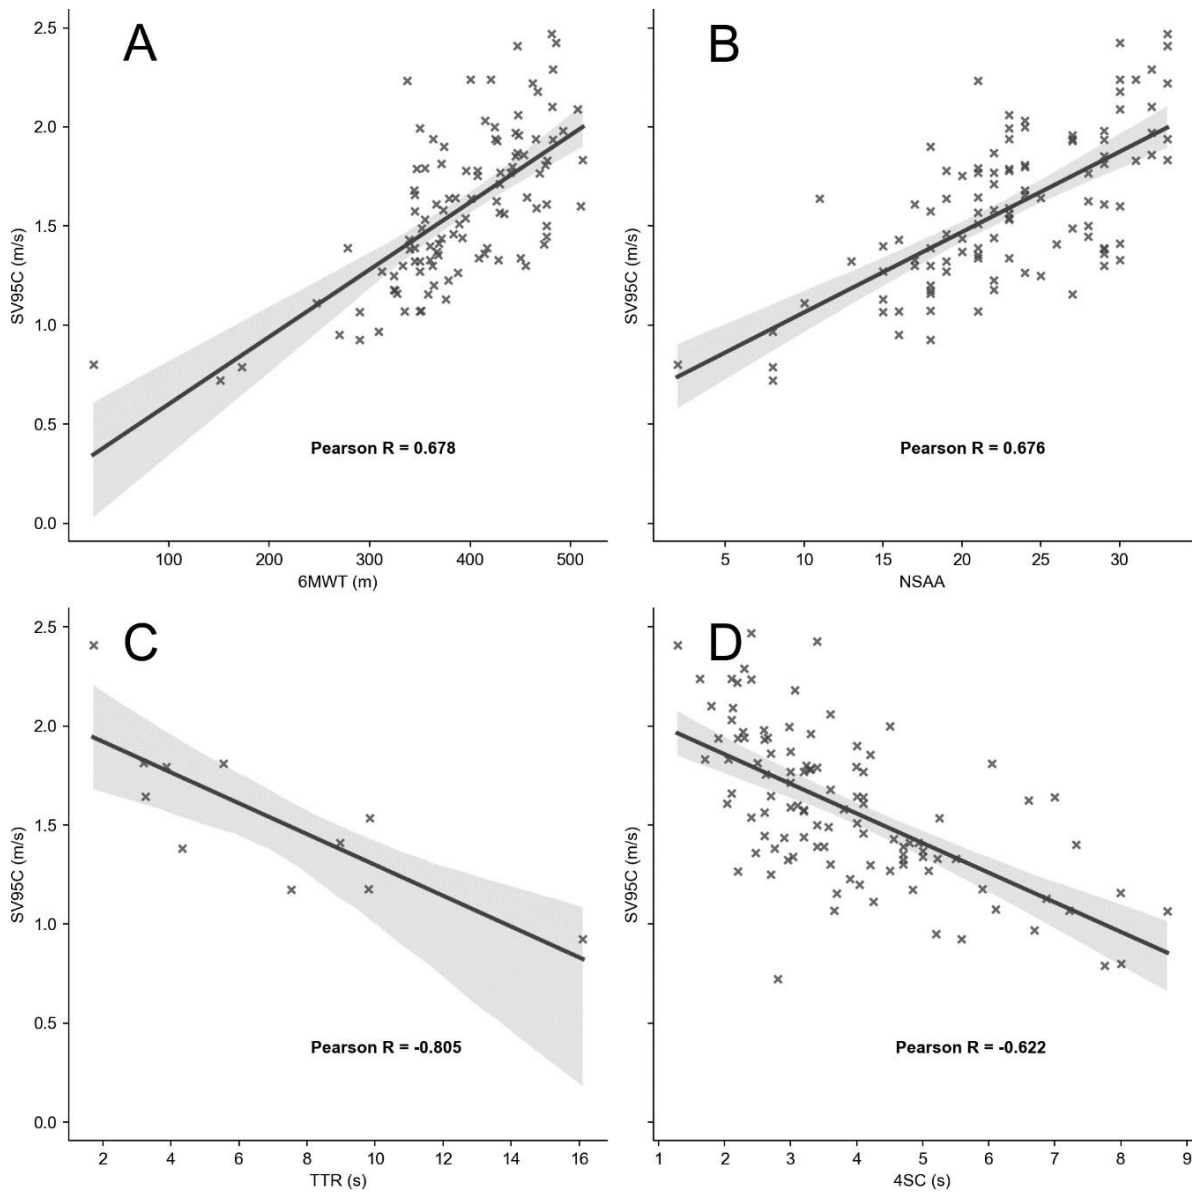 A
B
2.5
2.0
1.5
1.0
0.5
0.0
SV95C (m/s)
SV95C (m/s)
Pearson R = 0.678
Pearson R = 0.676
100 200 300 400 500
5 10 15 20 25 30
6MWT (m)
NSAA
C
D
2.5
2.0
1.5
1.0
0.5
0.0
SV95C (m/s)
SV95C (m/s)
Pearson R = -0.805
Pearson R = -0.622
2 4 6 8 10 12 14 16
1 2 3 4 5 6 7 8 9
TTR (s)
4SC (s)